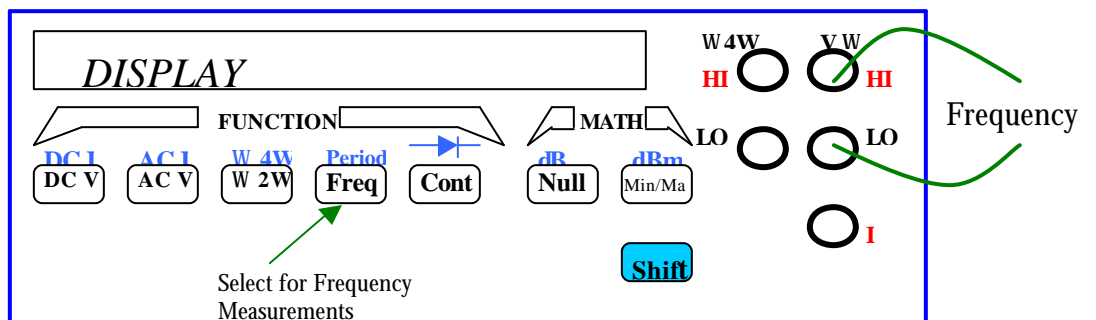 W 4W V W
DISPLAY
HI HI
Frequency
FUNCTION MATH
LO LO
DC I AC I W 4W Period dB dBm
DC V AC V W 2W Freq Cont Null Min/Ma
I
Shift
Select for Frequency
Measurements